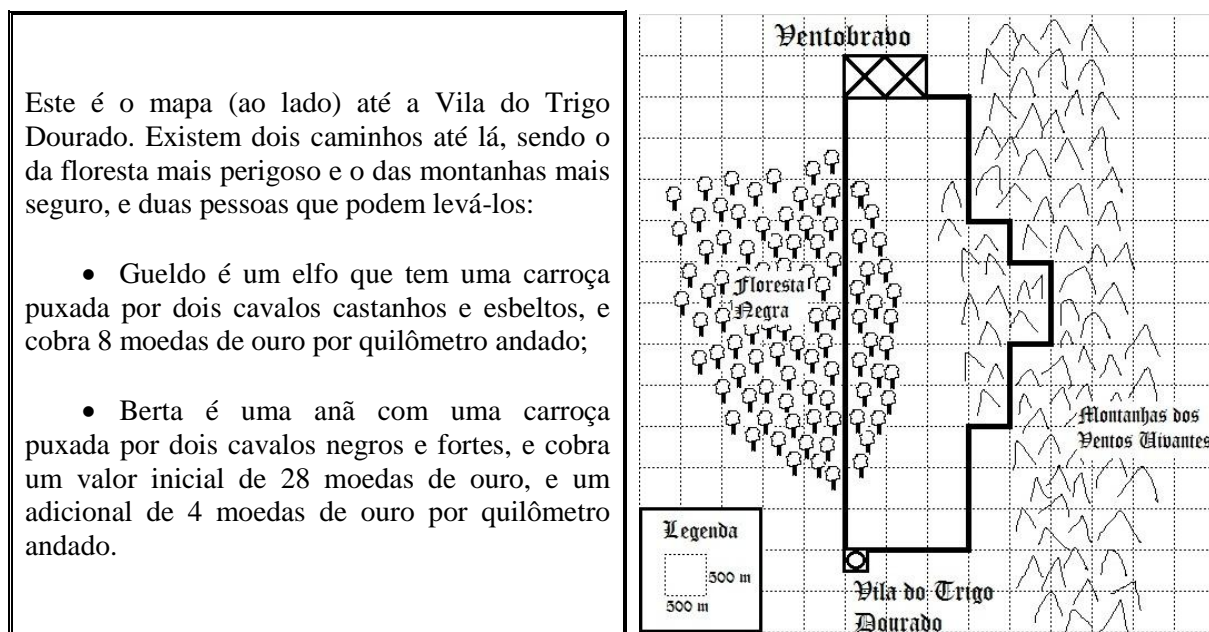 Este é o mapa (ao lado) até a Vila do Trigo
Dourado. Existem dois caminhos até lá, sendo o
da floresta mais perigoso e o das montanhas mais
seguro, e duas pessoas que podem levá-los:
• Gueldo é um elfo que tem uma carroça
puxada por dois cavalos castanhos e esbeltos, e
cobra 8 moedas de ouro por quilômetro andado;
• Berta é uma anã com uma carroça
puxada por dois cavalos negros e fortes, e cobra
um valor inicial de 28 moedas de ouro, e um
adicional de 4 moedas de ouro por quilômetro
andado.
Ventobravo
Floresta
Negra
Montanhas dos
Ventos Uivantes
Legenda
500 m
500 m
Vila do Trigo
Dourado